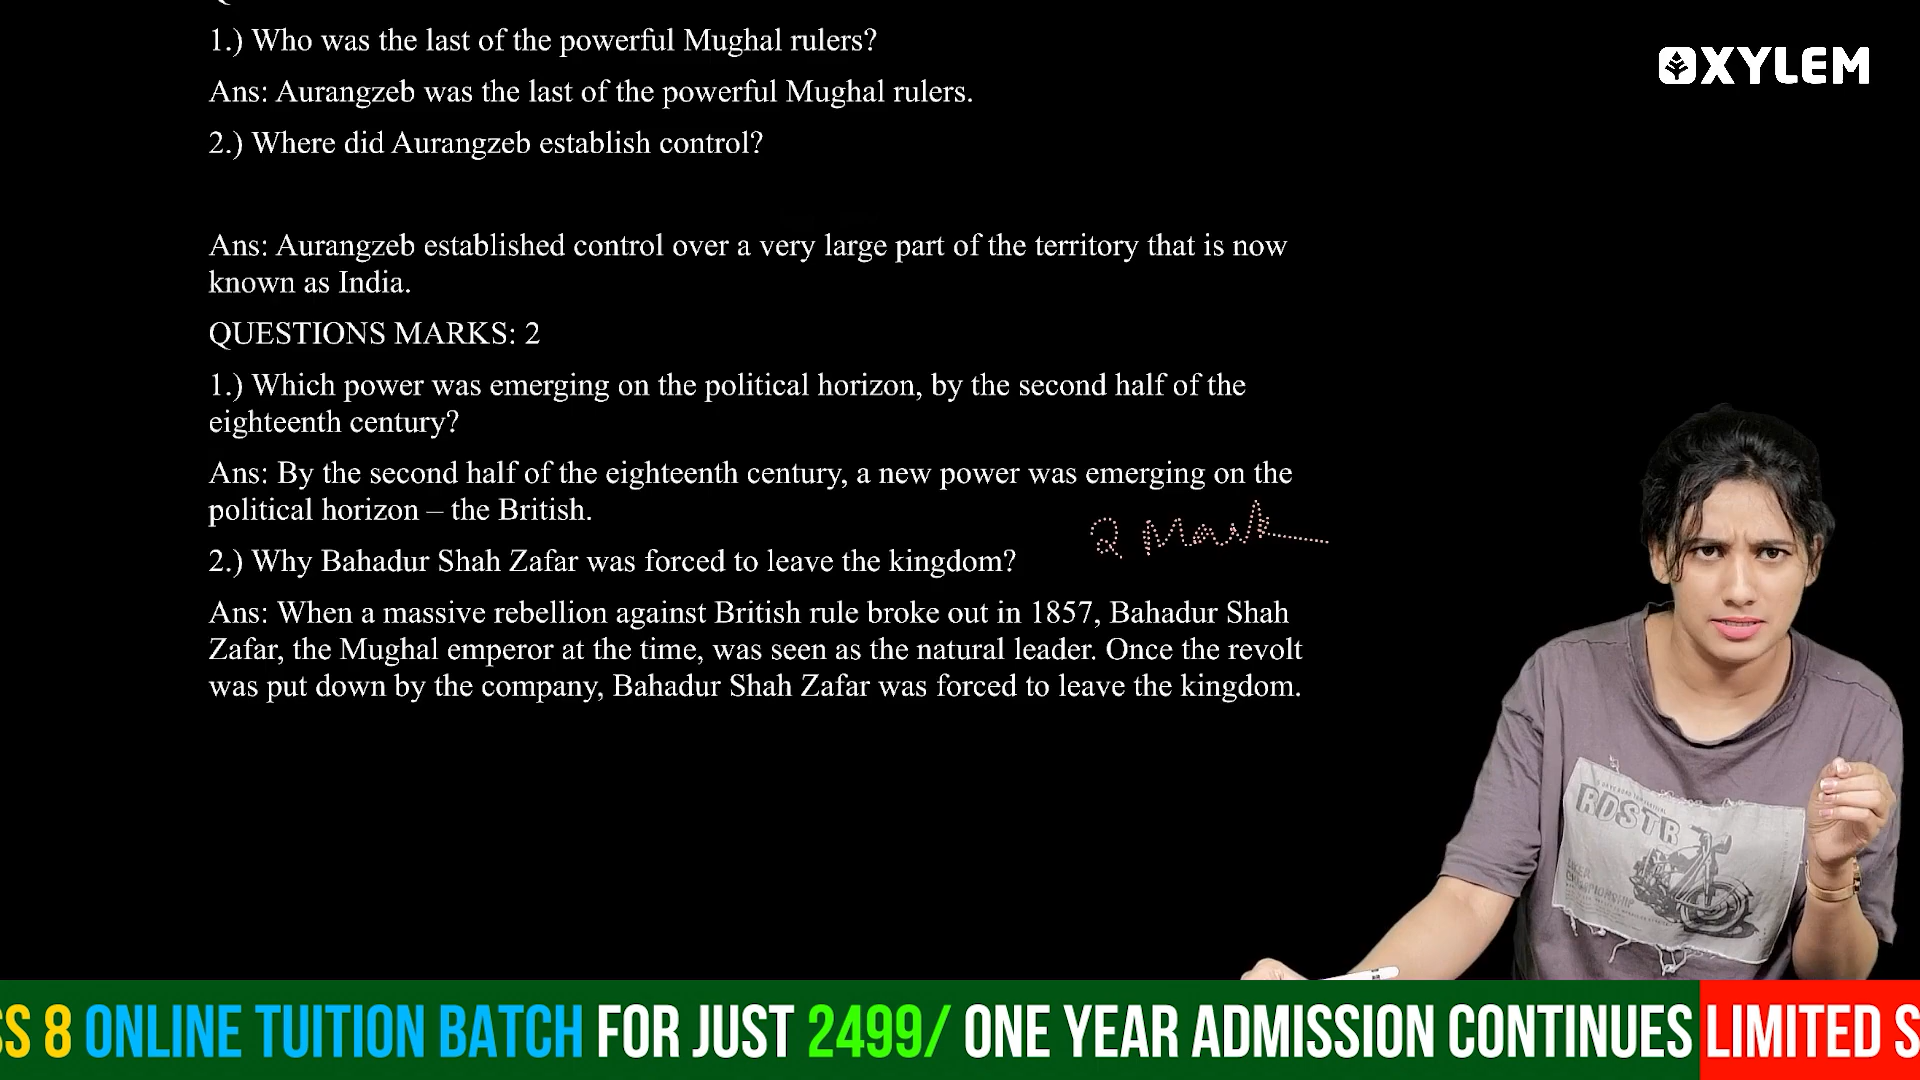 1.) Who was the last of the powerful Mughal rulers?
Ans: Aurangzeb was the last of the powerful Mughal rulers.
2.) Where did Aurangzeb establish control?
Ans: Aurangzeb established control over a very large part of the territory that is now
known as India.
QUESTIONS MARKS: 2
1.) Which power was emerging on the political horizon, by the second half of the
eighteenth century?
Ans: By the second half of the eighteenth century, a new power was emerging on the
political horizon – the British.
2 Mark
2.) Why Bahadur Shah Zafar was forced to leave the kingdom?
Ans: When a massive rebellion against British rule broke out in 1857, Bahadur Shah
Zafar, the Mughal emperor at the time, was seen as the natural leader. Once the revolt
was put down by the company, Bahadur Shah Zafar was forced to leave the kingdom.
OXYLEM
RDSTR
CHAMPIONSHIP
SS 8 ONLINE TUITION BATCH FOR JUST 2499/ ONE YEAR ADMISSION CONTINUES LIMITED S